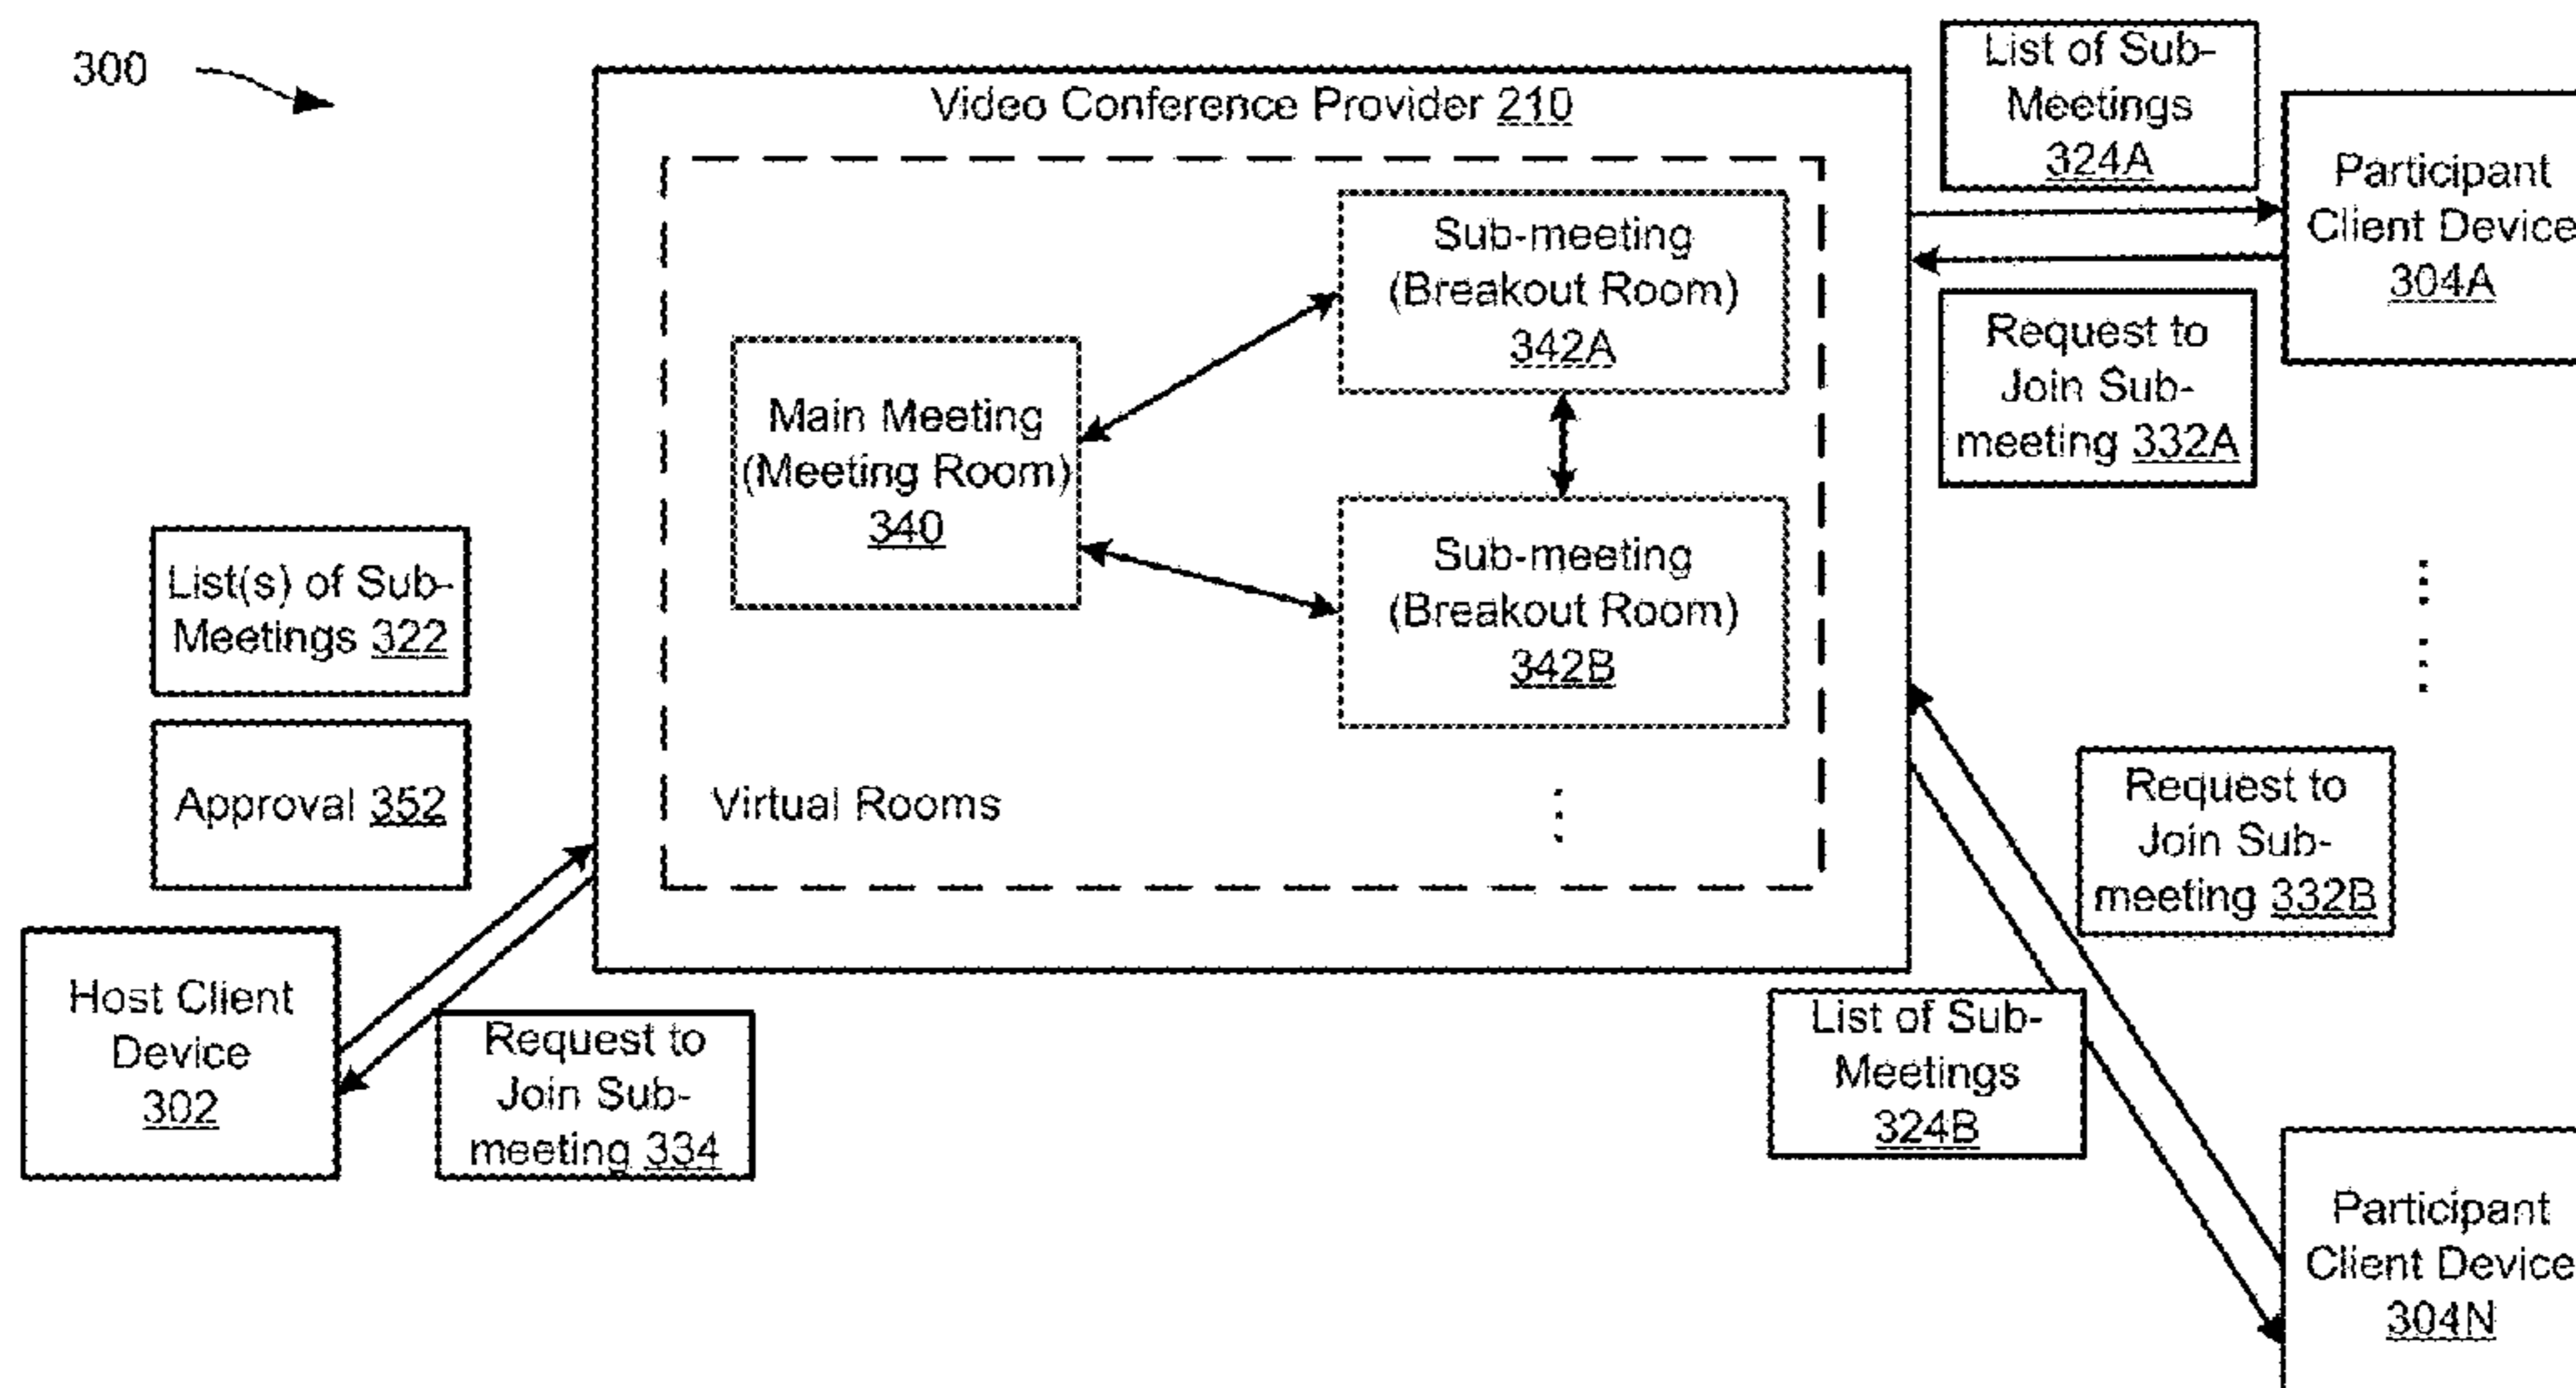 300
Video Conference Provider 210
List of Sub-
Meetings
324A
Participant
Client Device
304A
Sub-meeting
(Breakout Room)
342A
Request to
Join Sub-
meeting 332A
Main Meeting
(Meeting Room)
340
Sub-meeting
(Breakout Room)
342B
List(s) of Sub-
Meetings 322
Approval 352
Virtual Rooms
Request to
Join Sub-
meeting 332B
Host Client
Device
302
Request to
Join Sub-
meeting 334
List of Sub-
Meetings
324B
Participant
Client Device
304N